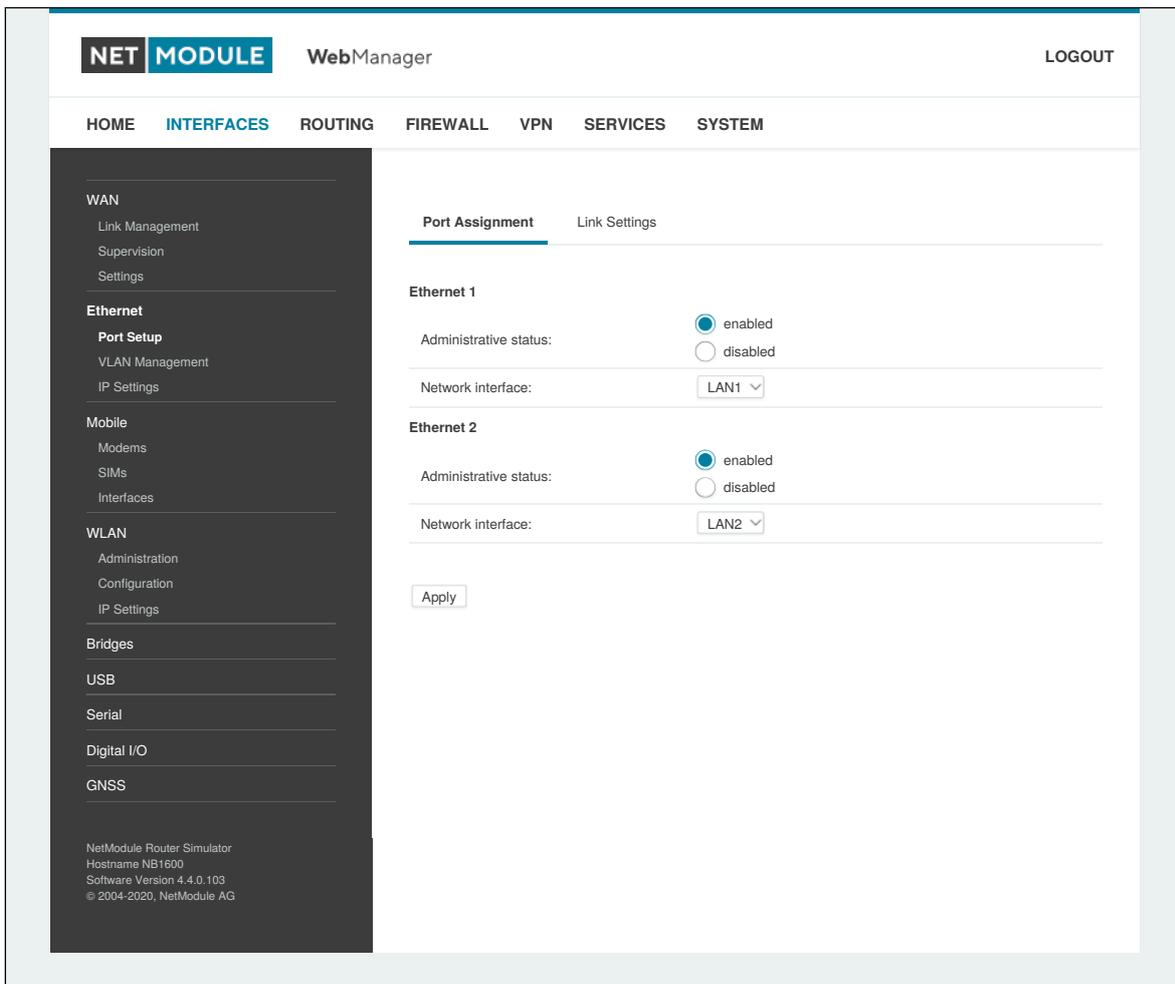 NET MODULE WebManager LOGOUT
HOME INTERFACES ROUTING FIREWALL VPN SERVICES SYSTEM
WAN
Link Management
Supervision
Settings
Ethernet
Port Setup
VLAN Management
IP Settings
Mobile
Modems
SIMs
Interfaces
WLAN
Administration
Configuration
IP Settings
Bridges
USB
Serial
Digital I/O
GNSS
NetModule Router Simulator
Hostname NB1600
Software Version 4.4.0.103
© 2004-2020, NetModule AG
Port Assignment Link Settings
Ethernet 1
Administrative status:
enabled
disabled
Network interface: LAN1
Ethernet 2
Administrative status:
enabled
disabled
Network interface: LAN2
Apply